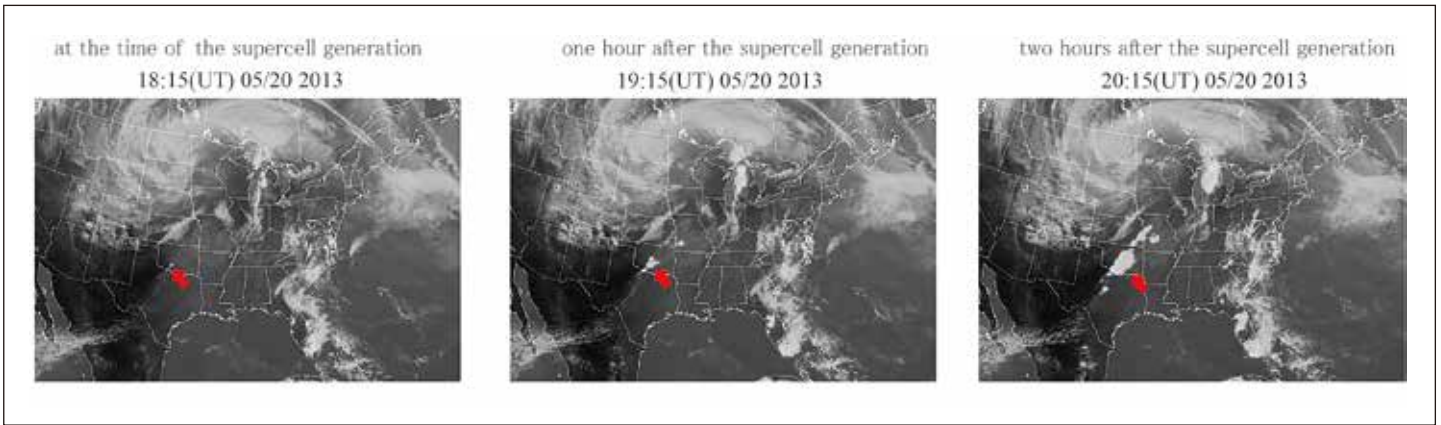 at the time of the supercell generation
18:15(UT) 05/20 2013
one hour after the supercell generation
19:15(UT) 05/20 2013
two hours after the supercell generation
20:15(UT) 05/20 2013